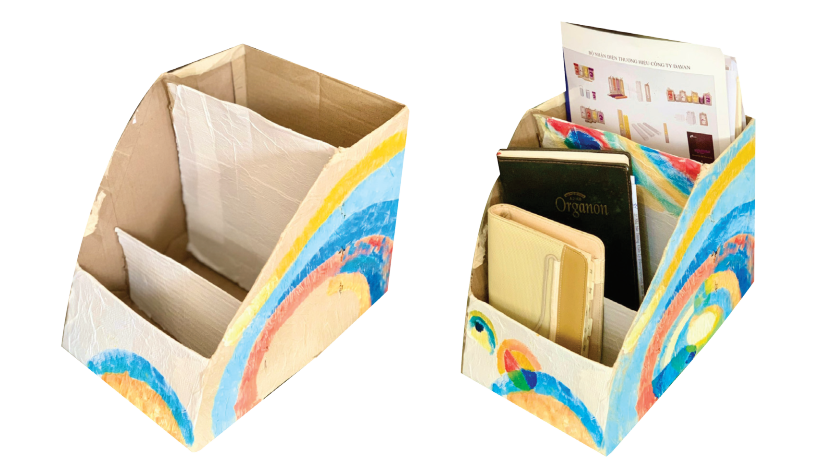 BỘ NHẬN DIỆN THƯƠNG HIỆU CÔNG TY DAVAN
Organon